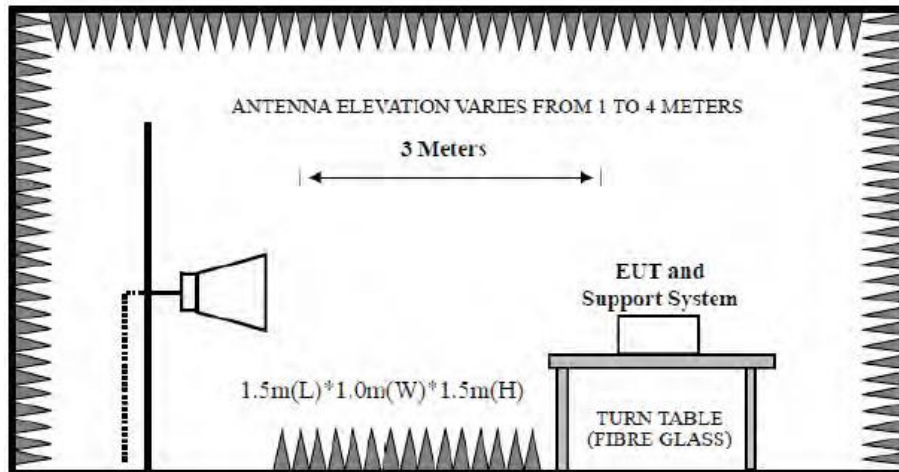 ANTENNA ELEVATION VARIES FROM 1 TO 4 METERS
3 Meters
EUT and
Support System
1.5m(L)*1.0m(W)*1.5m(H)
TURN TABLE
(FIBRE GLASS)